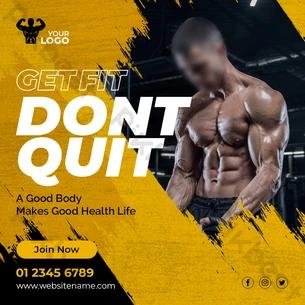 YOUR
LOGO
GET FIT
DONT
QUIT
A Good Body
Makes Good Health Life
Join Now
01 2345 6789
www.websitename.com